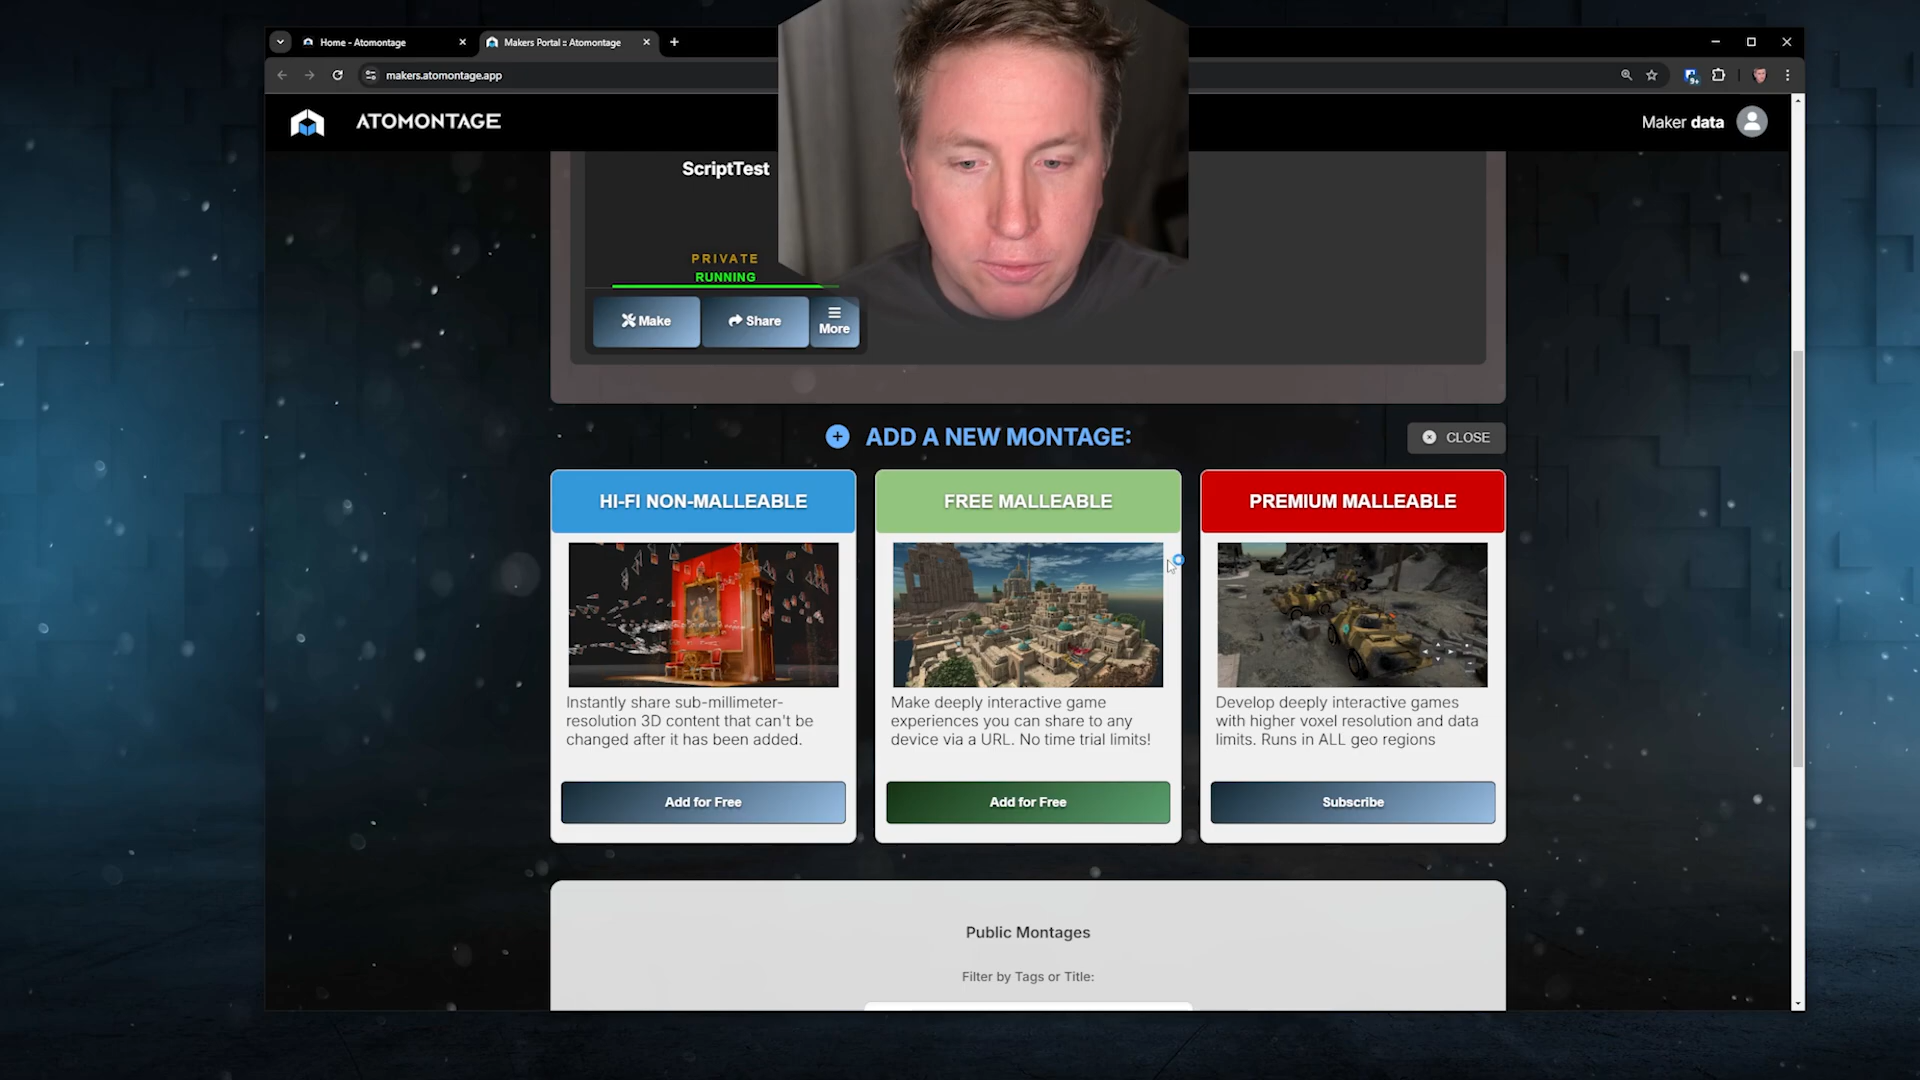 Home - Atomontage
Makers Portal :: Atomontage
makers.atomontage.app
ATOMONTAGE
Maker data
ScriptTest
PRIVATE
RUNNING
Make
Share
More
ADD A NEW MONTAGE:
CLOSE
HI-FI NON-MALLEABLE
Instantly share sub-millimeter-
resolution 3D content that can't be
changed after it has been added.
Add for Free
FREE MALLEABLE
Make deeply interactive game
experiences you can share to any
device via a URL. No time trial limits!
Add for Free
PREMIUM MALLEABLE
Develop deeply interactive games
with higher voxel resolution and data
limits. Runs in ALL geo regions
Subscribe
Public Montages
Filter by Tags or Title: